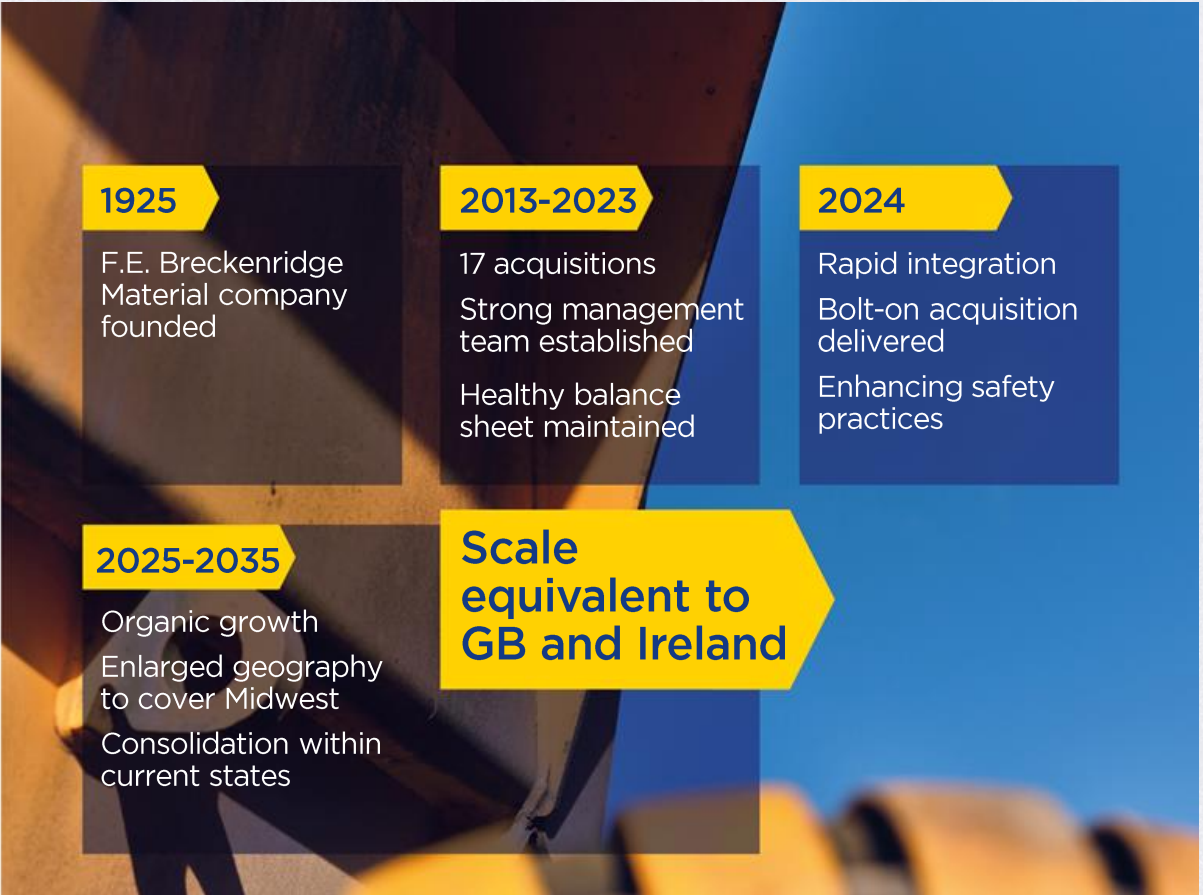 1925
F.E. Breckenridge
Material company
founded
2013-2023
17 acquisitions
Strong management
team established
Healthy balance
sheet maintained
2024
Rapid integration
Bolt-on acquisition
delivered
Enhancing safety
practices
2025-2035
Organic growth
Enlarged geography
to cover Midwest
Consolidation within
current states
Scale
equivalent to
GB and Ireland